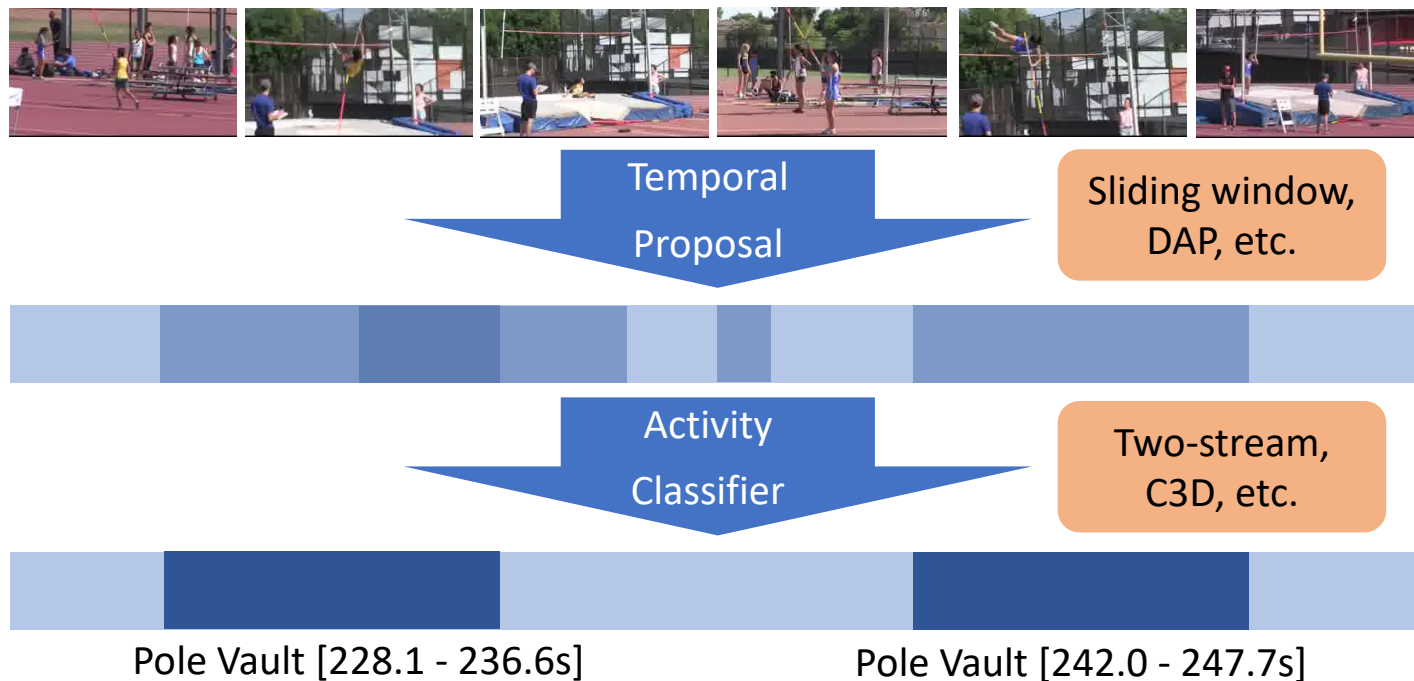 Temporal
Proposal
Sliding window,
DAP, etc.
Activity
Classifier
Two-stream,
C3D, etc.
Pole Vault [228.1 - 236.6s]
Pole Vault [242.0 - 247.7s]